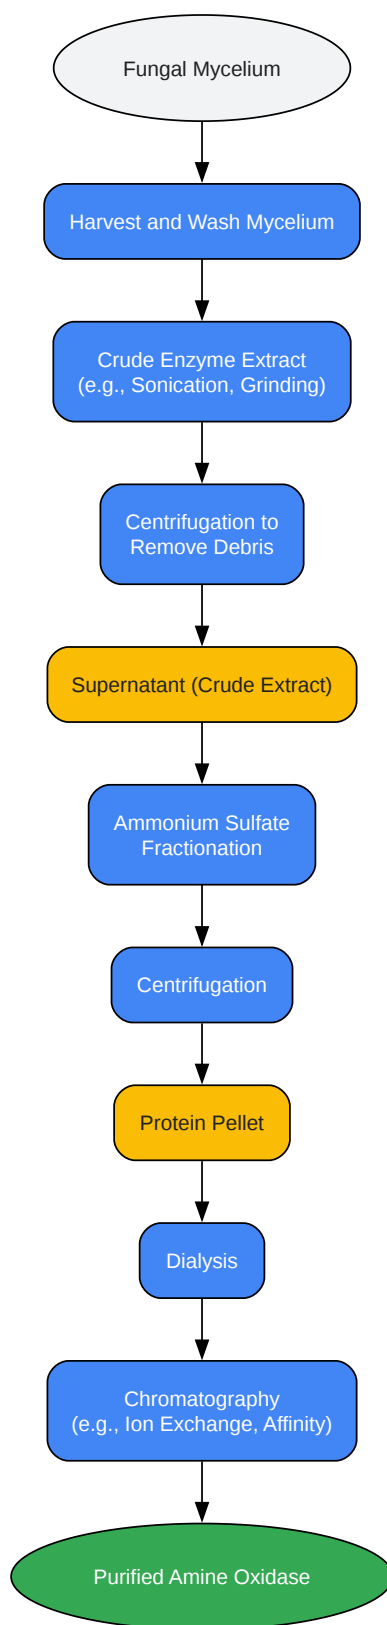 Fungal Mycelium
Harvest and Wash Mycelium
Crude Enzyme Extract
(e.g., Sonication, Grinding)
Centrifugation to
Remove Debris
Supernatant (Crude Extract)
Ammonium Sulfate
Fractionation
Centrifugation
Protein Pellet
Dialysis
Chromatography
(e.g., Ion Exchange, Affinity)
Purified Amine Oxidase